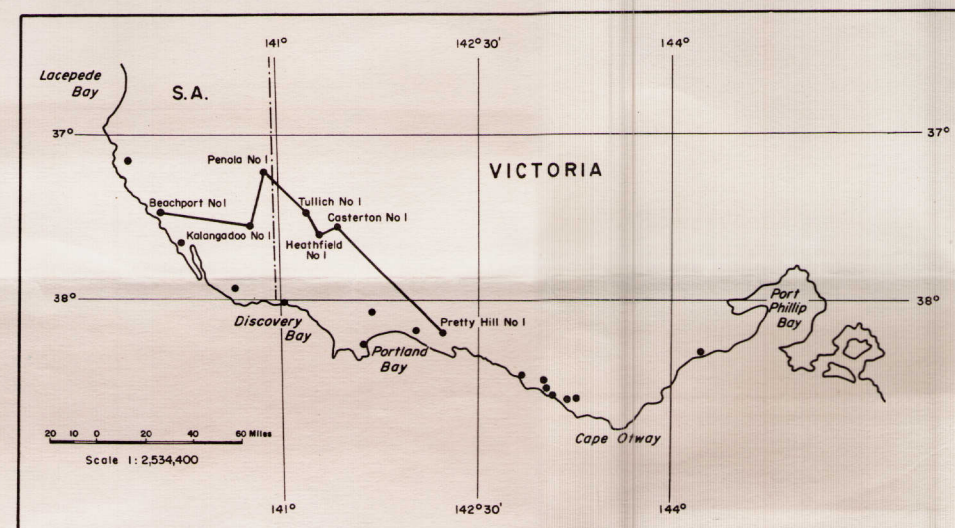 141°
142° 30'
144°
Lacepede
Bay
S.A.
37°
37°
VICTORIA
Penola No 1
Beachport No 1
Tullich No 1
Casterton No 1
Kalangadoo No 1
Heathfield
No 1
38°
38°
Discovery
Bay
Pretty Hill No 1
Port
Phillip
Bay
Portland
Bay
Cape Otway
20 10 0 20 40 60 Miles
Scale 1: 2,534,400
141°
142° 30'
144°